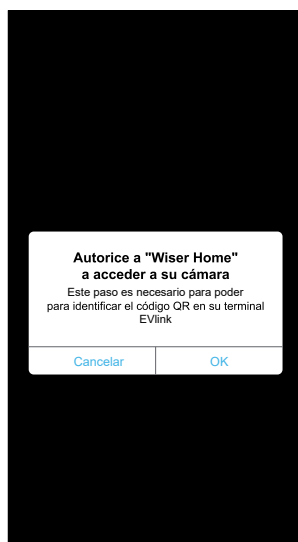 Autorice a "Wiser Home"
a acceder a su cámara
Este paso es necesario para poder
para identificar el código QR en su terminal
EVlink
Cancelar
OK